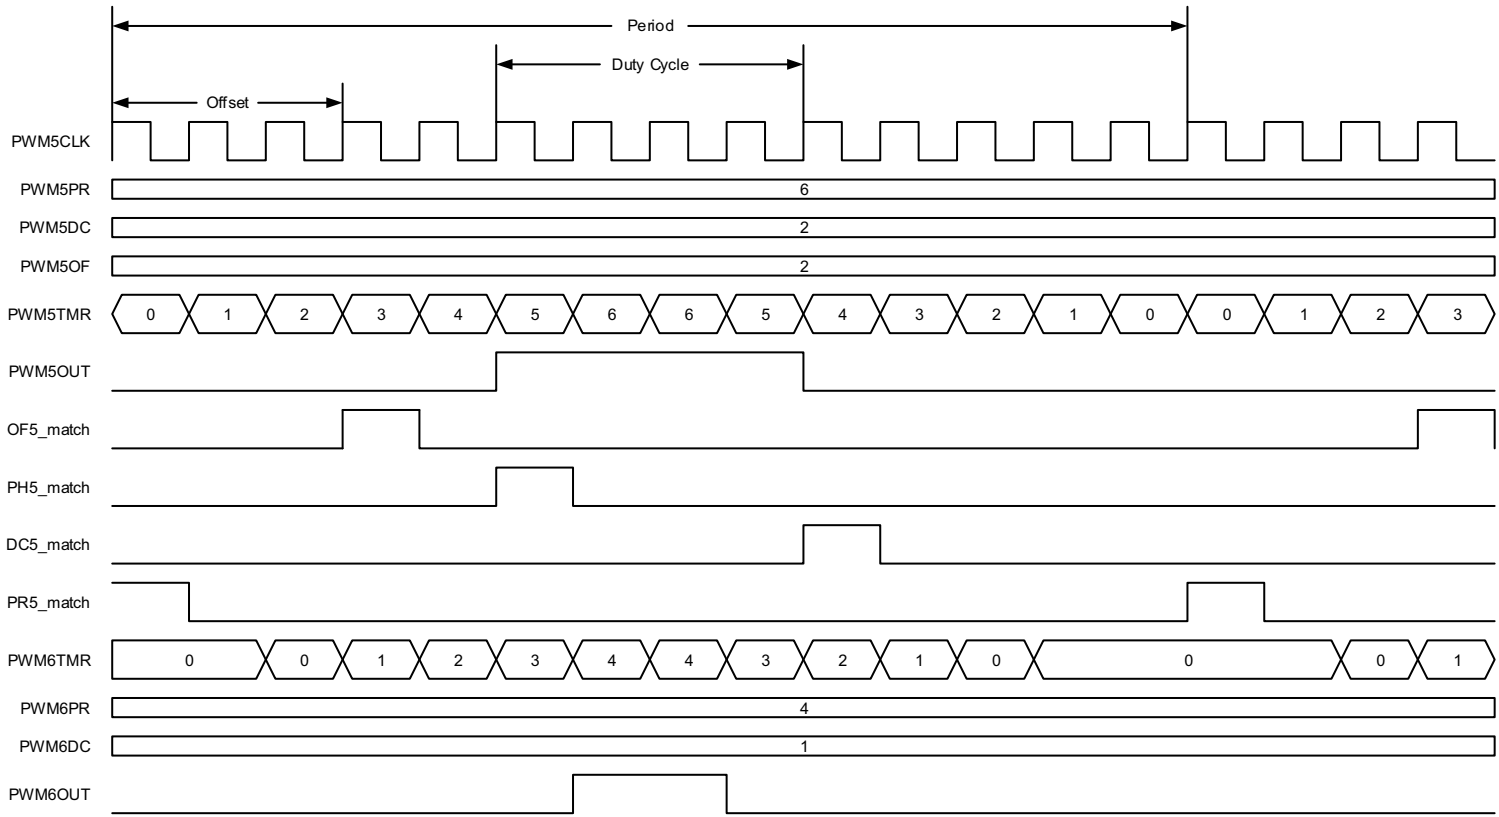 Period
Duty Cycle
Offset
PWM5CLK
PWM5PR 6
PWM5DC 2
PWM5OF 2
PWM5TMR 0 1 2 3 4 5 6 6 5 4 3 2 1 0 0 1 2 3
PWM5OUT
OF5_match
PH5_match
DC5_match
PR5_match
PWM6TMR 0 0 1 2 3 4 4 3 2 1 0 0 0 1
PWM6PR 4
PWM6DC 1
PWM6OUT